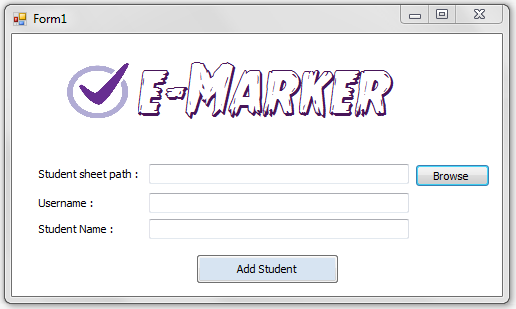 Form1
e-Marker
Student sheet path :
Browse
Username :
Student Name :
Add Student